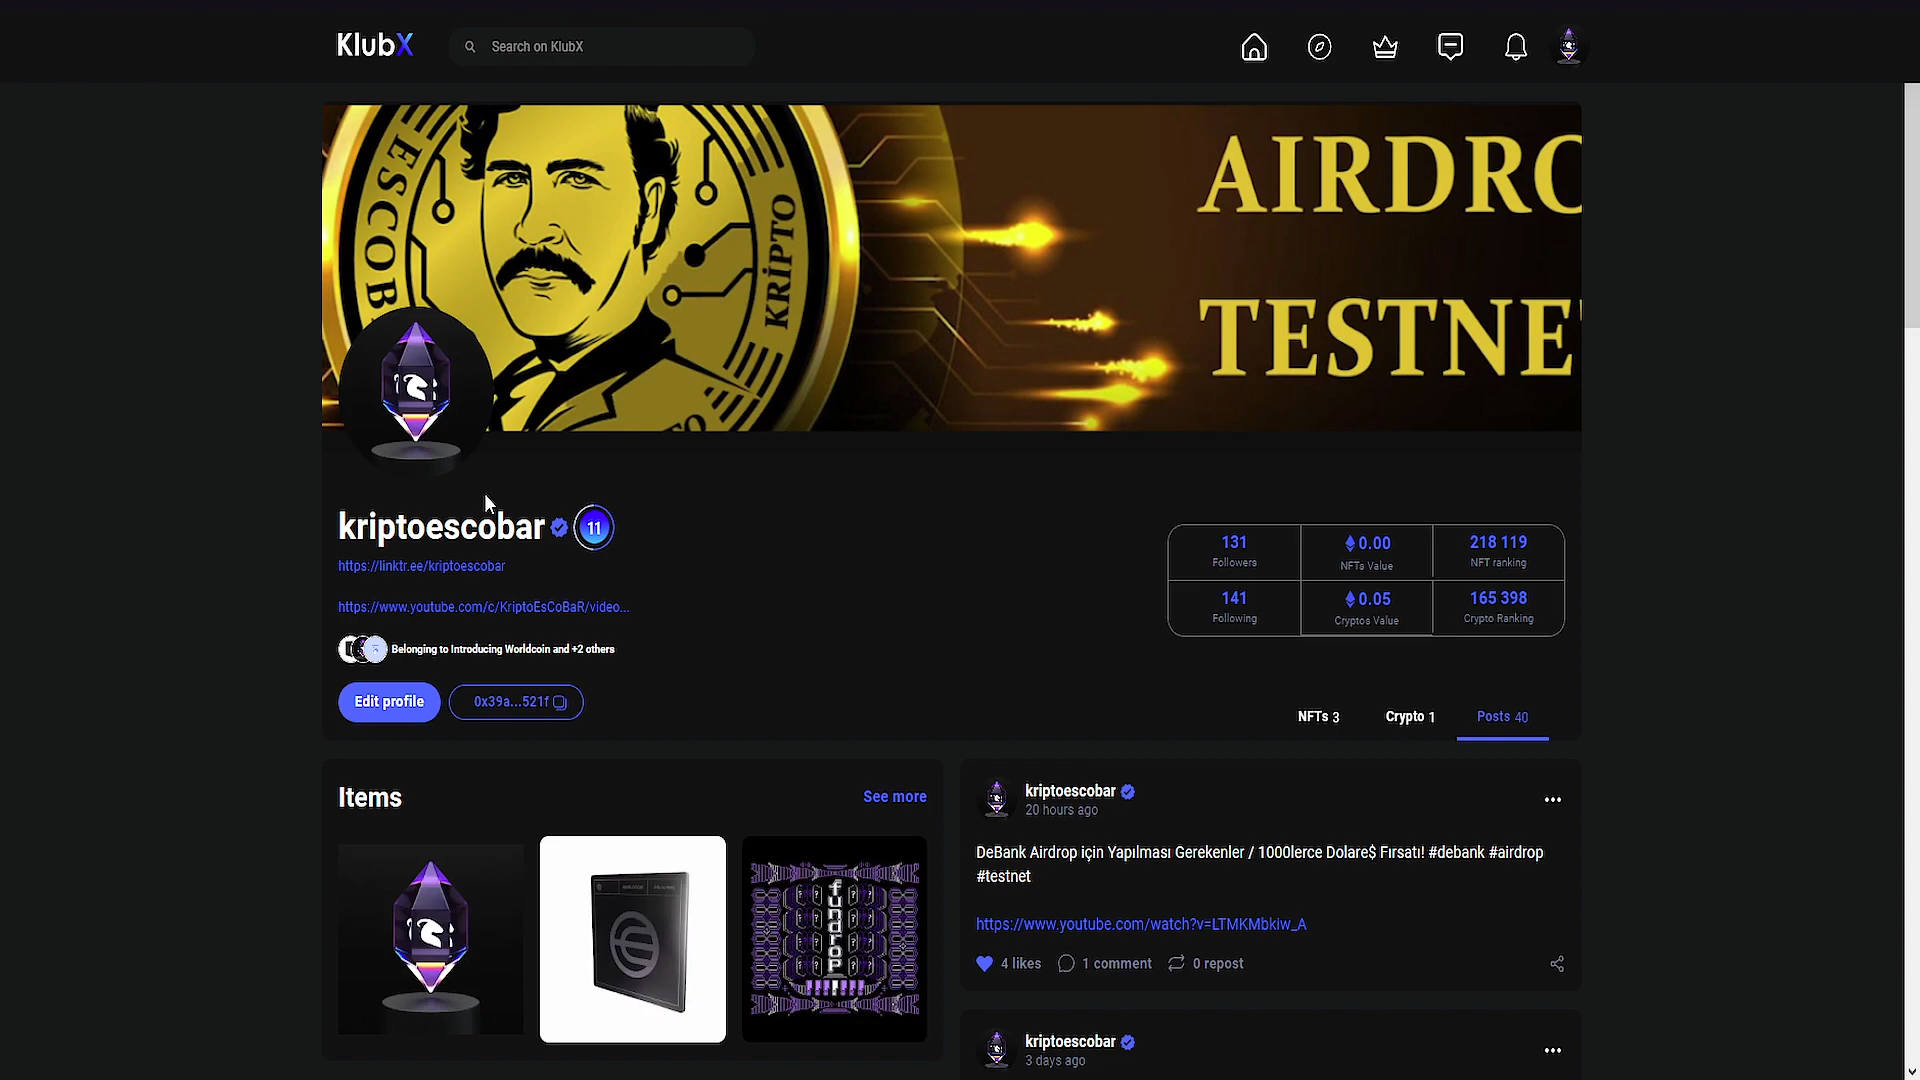 KlubX
Search on KlubX
ESCOB
KRİPTO
AIRDRO
TESTNE
kriptoescobar
11
https://linktr.ee/kriptoescobar
https://www.youtube.com/c/KriptoEsCoBaR/video...
Belonging to Introducing Worldcoin and +2 others
Edit profile
0x39a...521f
131
Followers
0.00
NFTs Value
218 119
NFT ranking
141
Following
0.05
Cryptos Value
165 398
Crypto Ranking
NFTs 3
Crypto 1
Posts 40
Items
See more
fundrop
kriptoescobar
20 hours ago
DeBank Airdrop için Yapılması Gerekenler / 1000lerce Dolare$ Fırsatı! #debank #airdrop
#testnet
https://www.youtube.com/watch?v=LTMKMbkiw_A
4 likes
1 comment
0 repost
kriptoescobar
3 days ago